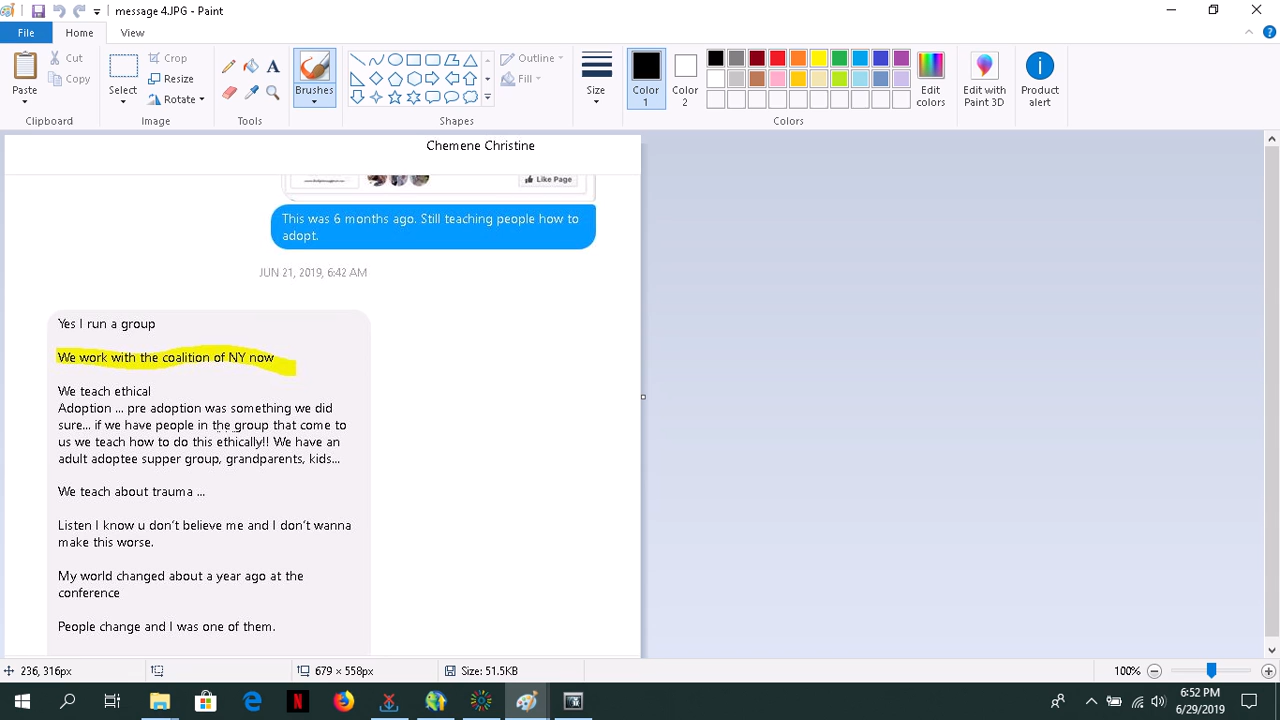 message 4.JPG - Paint
File Home View
Paste
Cut
Copy
Clipboard
Select
Crop
Resize
Rotate
Image
A
Tools
Brushes
Shapes
Outline
Fill
Size
Color 1
Color 2
Edit colors
Colors
Edit with Paint 3D
Product alert
Chemene Christine
Like Page
This was 6 months ago. Still teaching people how to
adopt.
JUN 21, 2019, 6:42 AM
Yes I run a group
We work with the coalition of NY now
We teach ethical
Adoption ... pre adoption was something we did
sure... if we have people in the group that come to
us we teach how to do this ethically!! We have an
adult adoptee supper group, grandparents, kids...
We teach about trauma ...
Listen I know u don't believe me and I don't wanna
make this worse.
My world changed about a year ago at the
conference
People change and I was one of them.
236, 316px
679 × 558px
Size: 51.5KB
100%
6:52 PM
6/29/2019